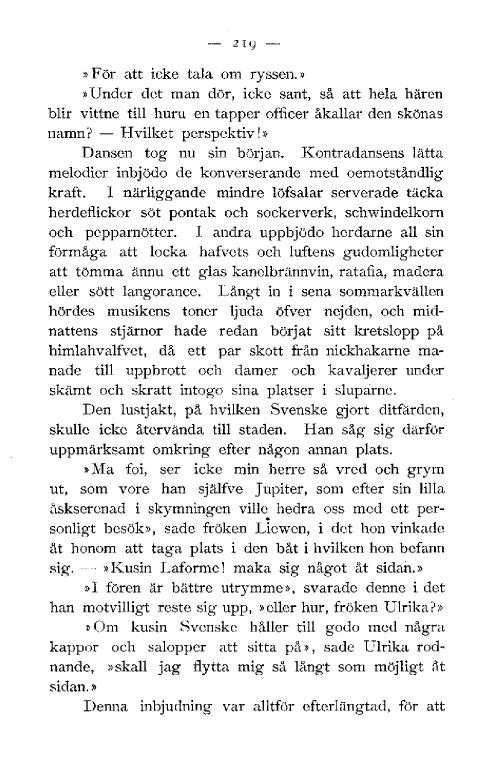 — 219 —
»För att icke tala om ryssen.»
»Under det man dör, icke sant, så att hela hären
blir vittne till huru en tapper officer åkallar den skönas
namn? — Hvilket perspektiv!»
Dansen tog nu sin början. Kontradansens lätta
melodier inbjödo de konverserande med oemotståndlig
kraft. I närliggande mindre löfsalar serverade täcka
herdeflickor söt pontak och sockerverk, schwindelkorn
och pepparnötter. I andra uppbjödo herdarne all sin
förmåga att locka hafvets och luftens gudomligheter
att tömma ännu ett glas kanelbrännvin, ratafia, madera
eller sött langorance. Långt in i sena sommarkvällen
hördes musikens toner ljuda öfver nejden, och mid-
nattens stjärnor hade redan börjat sitt kretslopp på
himlahvalfvet, då ett par skott från nickhakarne ma-
nade till uppbrott och damer och kavaljerer under
skämt och skratt intogo sina platser i sluparne.
Den lustjakt, på hvilken Svenske gjort ditfärden,
skulle icke återvända till staden. Han såg sig därför
uppmärksamt omkring efter någon annan plats.
»Ma foi, ser icke min herre så vred och grym
ut, som vore han själfve Jupiter, som efter sin lilla
åskserenad i skymningen ville hedra oss med ett per-
sonligt besök», sade fröken Liewen, i det hon vinkade
åt honom att taga plats i den båt i hvilken hon befann
sig. — »Kusin Laforme! maka sig något åt sidan.»
»I fören är bättre utrymme», svarade denne i det
han motvilligt reste sig upp, »eller hur, fröken Ulrika?»
»Om kusin Svenske håller till godo med några
kappor och salopper att sitta på», sade Ulrika rod-
nande, »skall jag flytta mig så långt som möjligt åt
sidan.»
Denna inbjudning var alltför efterlängtad, för att